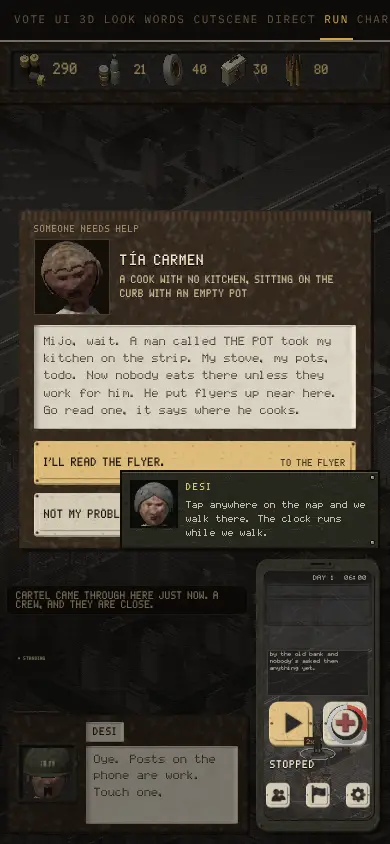 VOTE UI 3D LOOK WORDS CUTSCENE DIRECT RUN CHAR
290 21 40 30 80
SOMEONE NEEDS HELP
TÍA CARMEN
A COOK WITH NO KITCHEN, SITTING ON THE
CURB WITH AN EMPTY POT
Mijo, wait. A man called THE POT took my
kitchen on the strip. My stove, my pots,
todo. Now nobody eats there unless they
work for him. He put flyers up near here.
Go read one, it says where he cooks.
I'LL READ THE FLYER. TO THE FLYER
NOT MY PROBL
DESI
Tap anywhere on the map and we
walk there. The clock runs
while we walk.
CARTEL CAME THROUGH HERE JUST NOW. A
CREW, AND THEY ARE CLOSE.
STANDING
DESI
Oye. Posts on the
phone are work.
Touch one.
DAY 1 06:00
by the old bank and
nobody's asked them
anything yet.
STOPPED